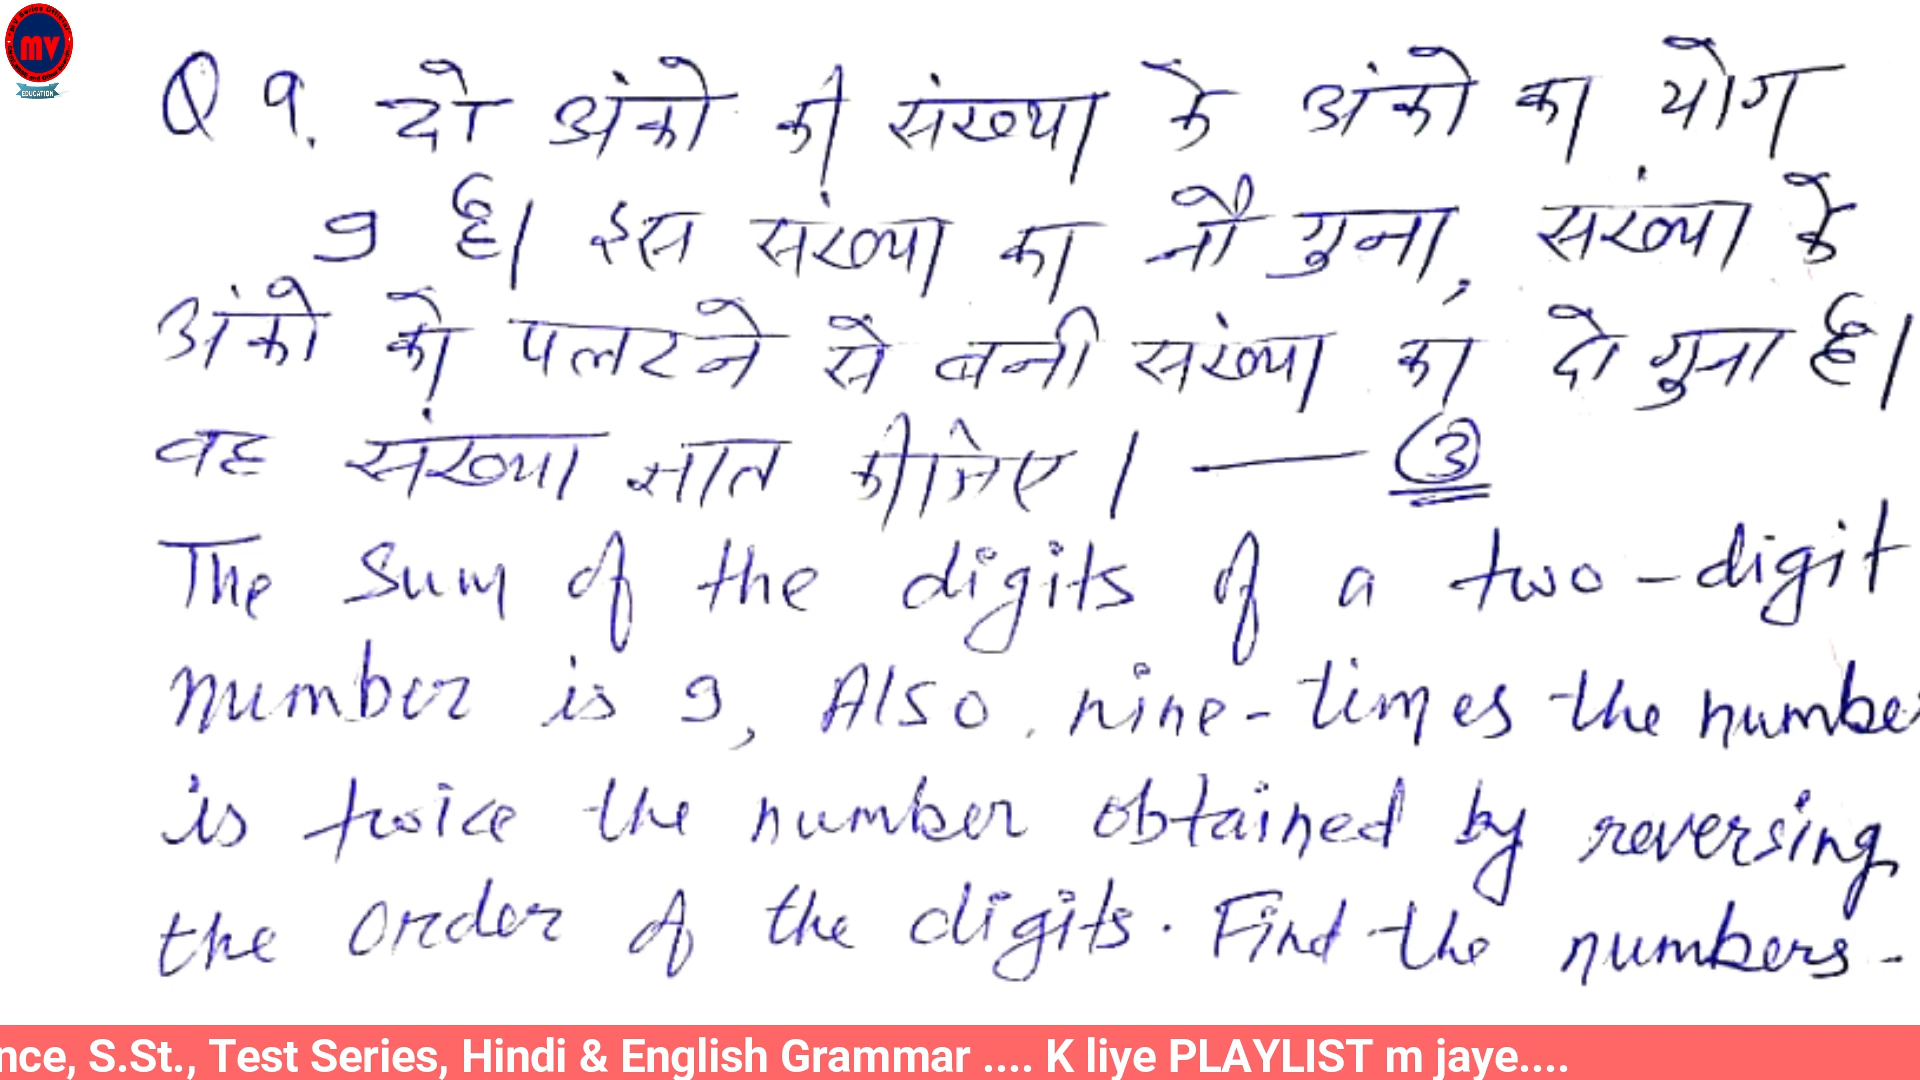 mv
EDUCATION
Q 9. दो अंको की संख्या के अंको का योग
9 है। इस संख्या का नौ गुना, संख्या के
अंको को पलटने से बनी संख्या का दो गुना है।
वह संख्या ज्ञात कीजिए। — ③
The Sum of the digits of a two-digit
number is 9, Also, nine-times the number
is twice the number obtained by reversing
the order of the digits. Find the numbers.
nce, S.St., Test Series, Hindi & English Grammar .... K liye PLAYLIST m jaye....